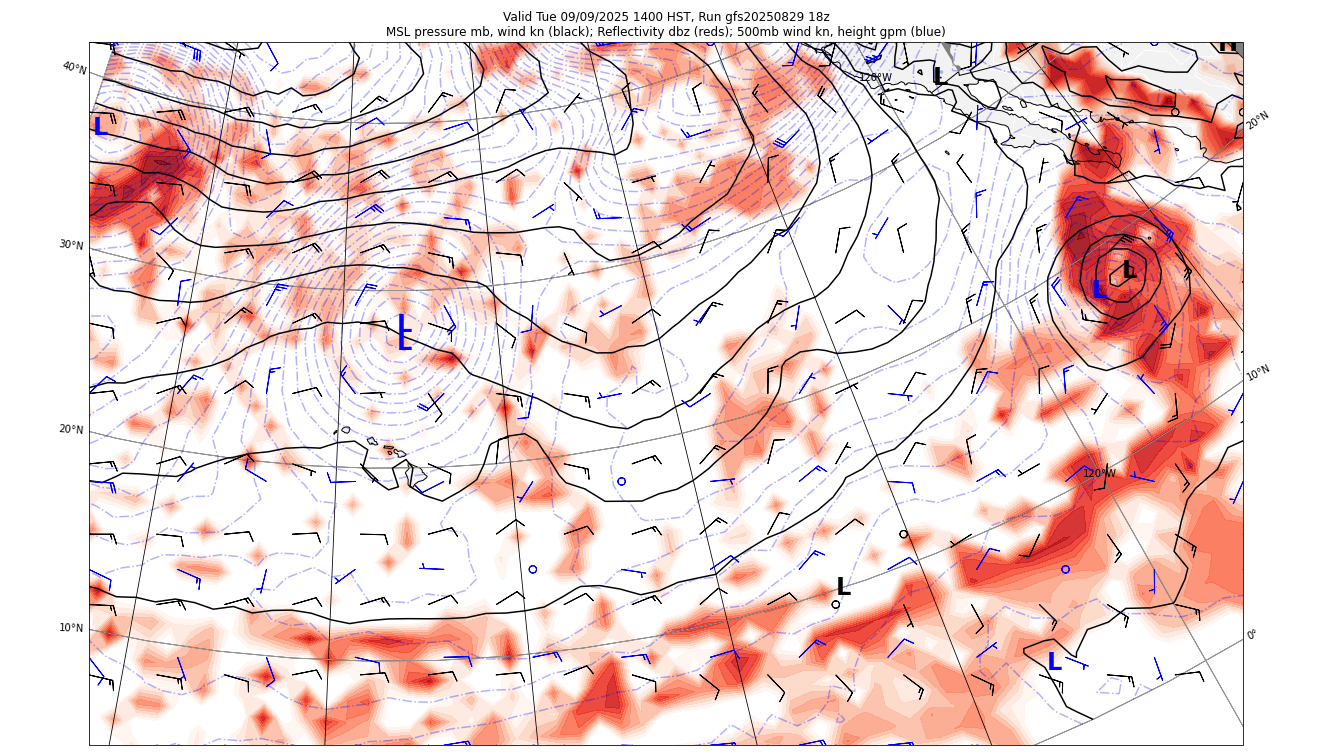 Valid Tue 09/09/2025 1400 HST, Run gfs20250829 18z
MSL pressure mb, wind kn (black); Reflectivity dbz (reds); 500mb wind kn, height gpm (blue)
H
40°N
120°W
L
L
20°N
30°N
L
L
L
L
10°N
20°N
120°W
L
10°N
0°
L